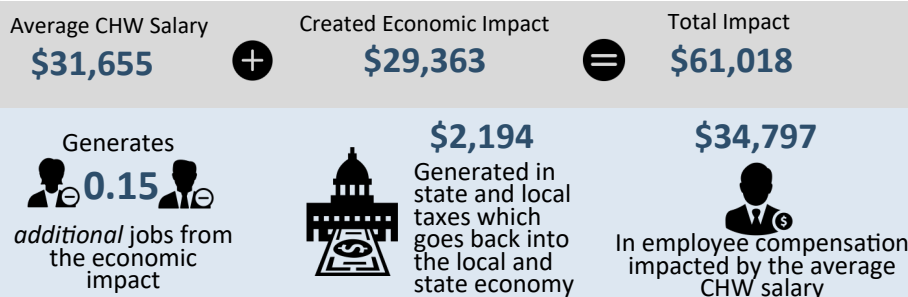 Average CHW Salary
$31,655
+
Created Economic Impact
$29,363
=
Total Impact
$61,018
Generates
0.15
additional jobs from
the economic
impact
$2,194
Generated in
state and local
taxes which
goes back into
the local and
state economy
$34,797
In employee compensation
impacted by the average
CHW salary